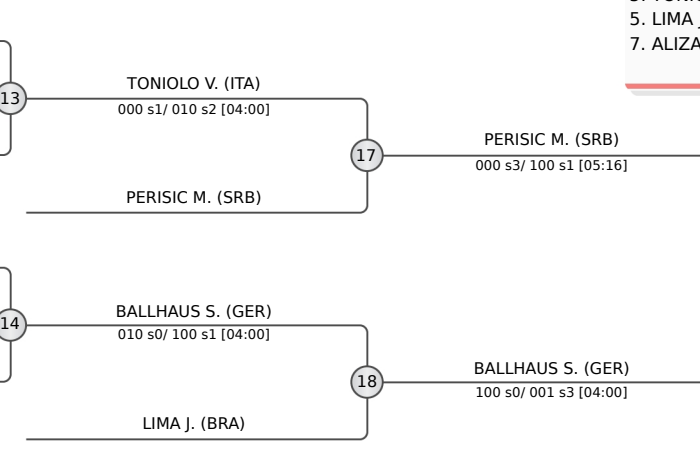 5. LIMA J
7. ALIZA
13
TONIOLO V. (ITA)
000 s1/ 010 s2 [04:00]
17
PERISIC M. (SRB)
000 s3/ 100 s1 [05:16]
PERISIC M. (SRB)
14
BALLHAUS S. (GER)
010 s0/ 100 s1 [04:00]
18
BALLHAUS S. (GER)
100 s0/ 001 s3 [04:00]
LIMA J. (BRA)